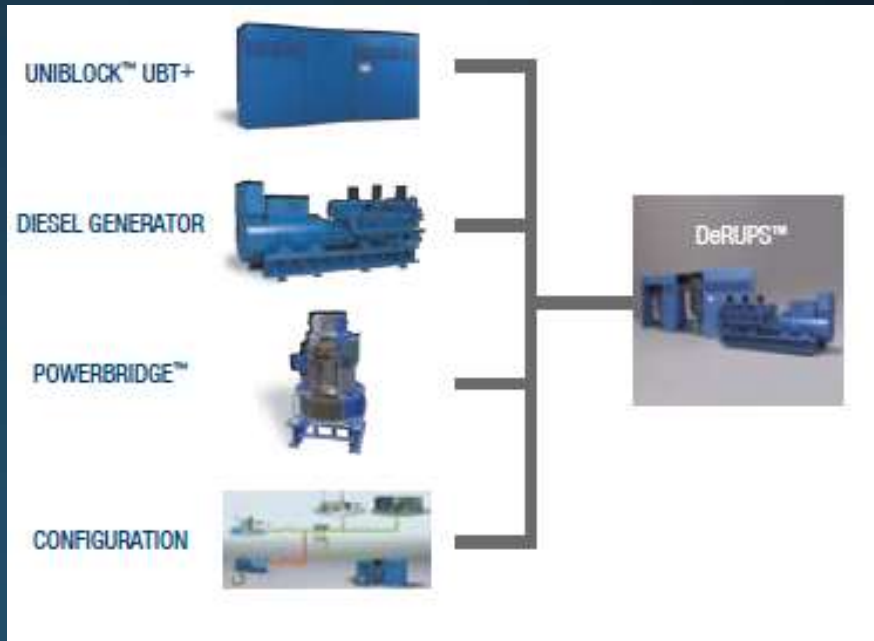 UNIBLOCK™ UBT+
DIESEL GENERATOR
DeRUPS™
POWERBRIDGE™
CONFIGURATION